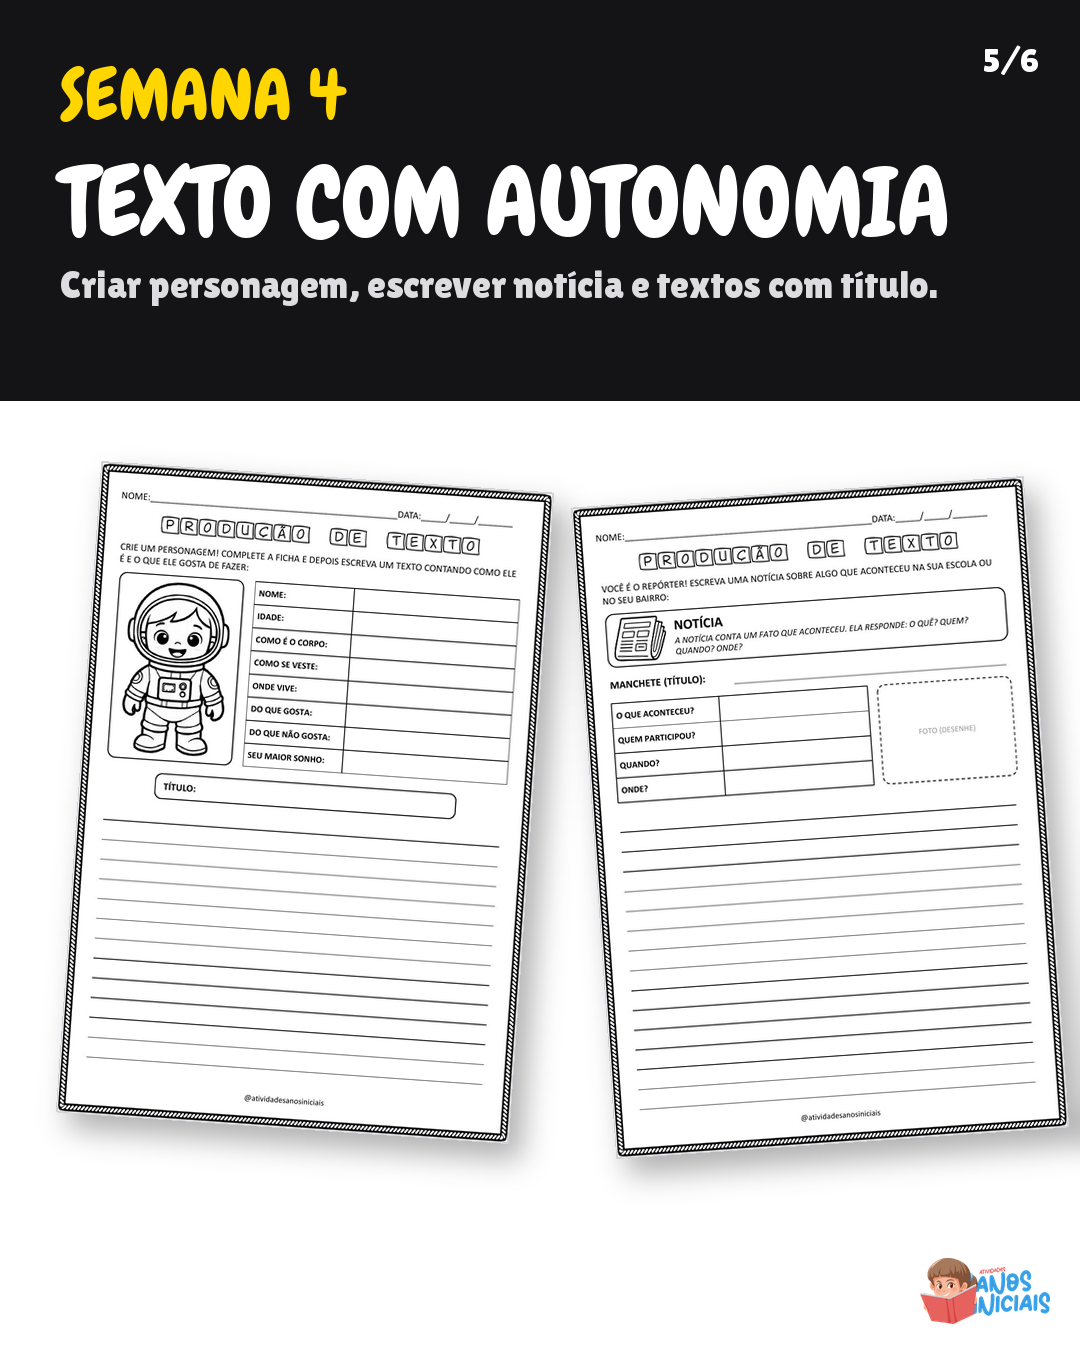 5/6
SEMANA 4
TEXTO COM AUTONOMIA
Criar personagem, escrever notícia e textos com título.
NOME: DATA: / /
PRODUÇÃO DE TEXTO
CRIE UM PERSONAGEM! COMPLETE A FICHA E DEPOIS ESCREVA UM TEXTO CONTANDO COMO ELE
É E O QUE ELE GOSTA DE FAZER:
NOME:
IDADE:
COMO É O CORPO:
COMO SE VESTE:
ONDE VIVE:
DO QUE GOSTA:
DO QUE NÃO GOSTA:
SEU MAIOR SONHO:
TÍTULO:
@atividadesanosiniciais
NOME: DATA: / /
PRODUCÃO DE TEXTO
VOCÊ É O REPÓRTER! ESCREVA UMA NOTÍCIA SOBRE ALGO QUE ACONTECEU NA SUA ESCOLA OU
NO SEU BAIRRO:
NOTÍCIA
A NOTÍCIA CONTA UM FATO QUE ACONTECEU. ELA RESPONDE: O QUÊ? QUEM?
QUANDO? ONDE?
MANCHETE (TÍTULO):
O QUE ACONTECEU?
QUEM PARTICIPOU?
QUANDO?
ONDE?
FOTO (DESENHE)
@atividadesanosiniciais
ATIVIDADES
ANOS
INICIAIS